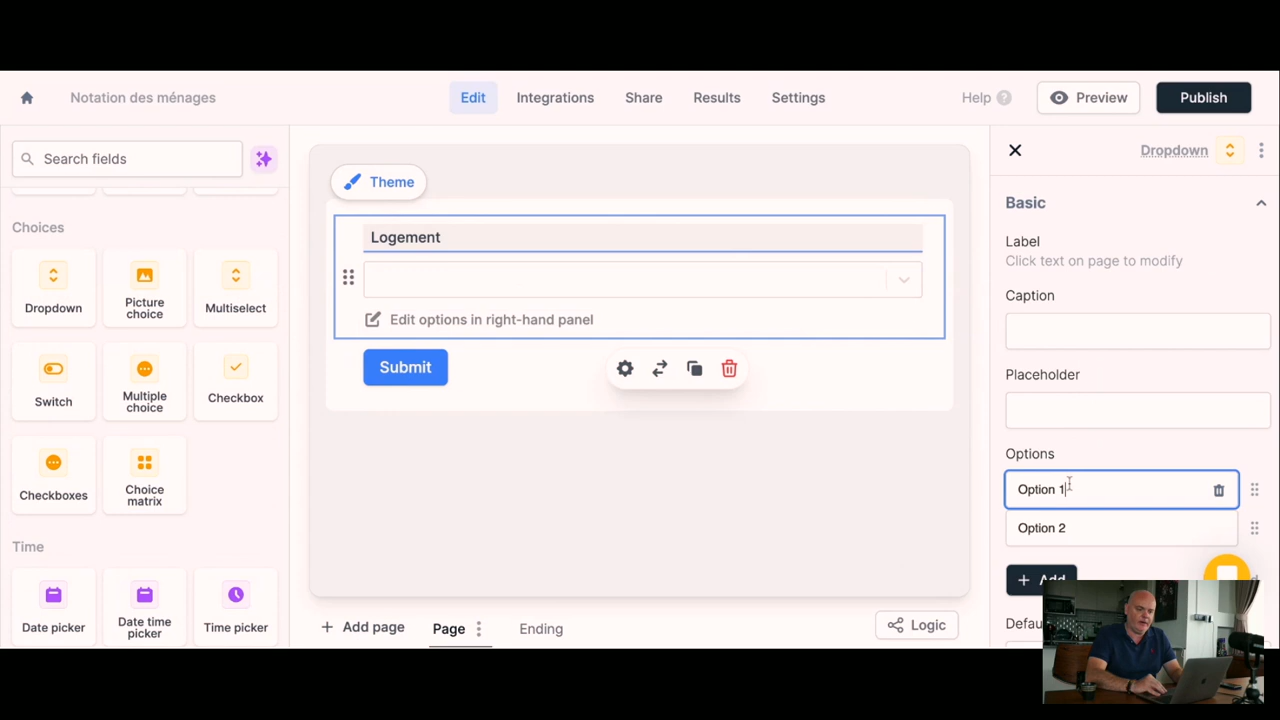 Notation des ménages
Edit
Integrations
Share
Results
Settings
Help ?
Preview
Publish
Search fields
Choices
Dropdown
Picture
choice
Multiselect
Switch
Multiple
choice
Checkbox
Checkboxes
Choice
matrix
Time
Date picker
Date time
picker
Time picker
Theme
Logement
Edit options in right-hand panel
Submit
+ Add page
Page
Ending
Logic
Dropdown
Basic
Label
Click text on page to modify
Caption
Placeholder
Options
Option 1
Option 2
+ Add